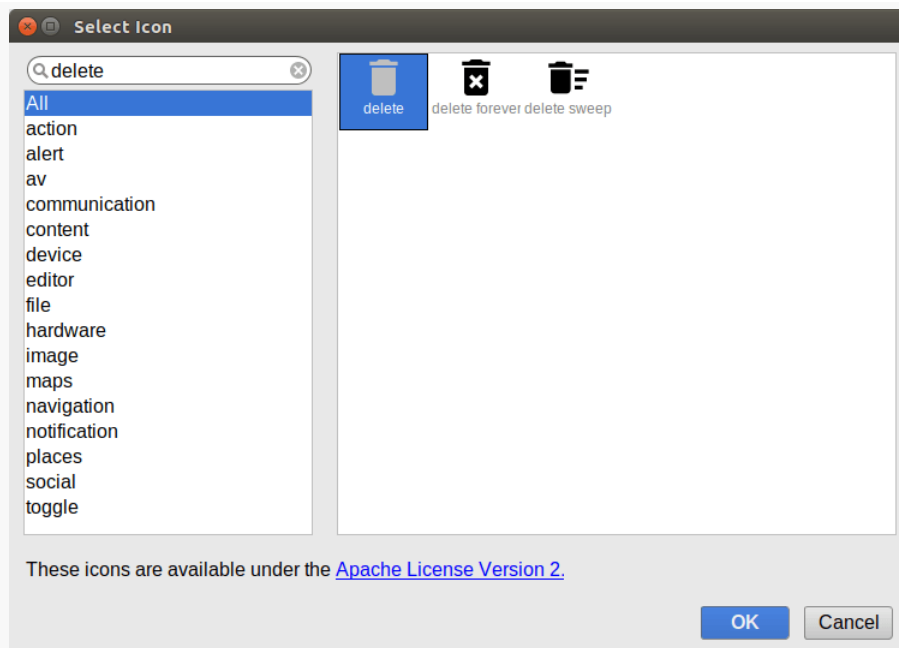 Select Icon
delete
All
action
alert
av
communication
content
device
editor
file
hardware
image
maps
navigation
notification
places
social
toggle
delete
delete forever
delete sweep
These icons are available under the Apache License Version 2.
OK
Cancel